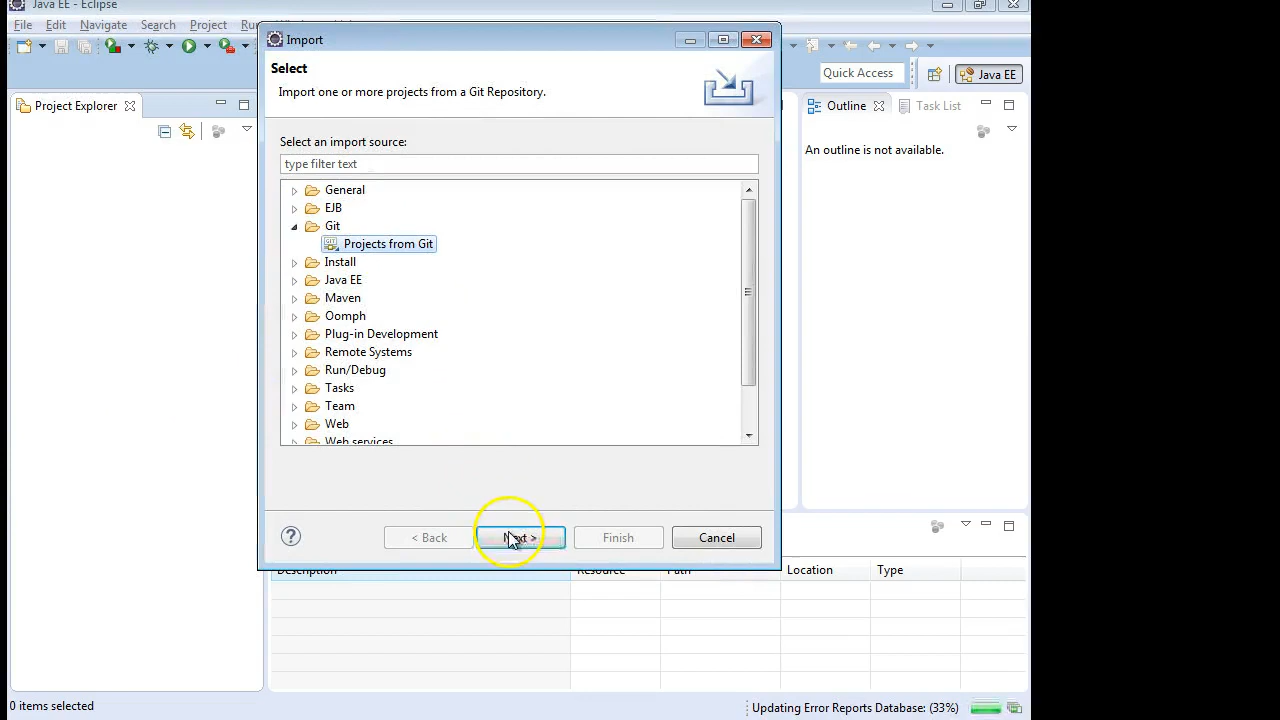 Java EE - Eclipse
File Edit Navigate Search Project Run
Import
Select
Import one or more projects from a Git Repository.
Quick Access
Java EE
Project Explorer
Outline
Task List
An outline is not available.
Select an import source:
type filter text
General
EJB
Git
Projects from Git
Install
Java EE
Maven
Oomph
Plug-in Development
Remote Systems
Run/Debug
Tasks
Team
Web
Web services
< Back
Next >
Finish
Cancel
Description Resource Path Location Type
0 items selected
Updating Error Reports Database: (33%)